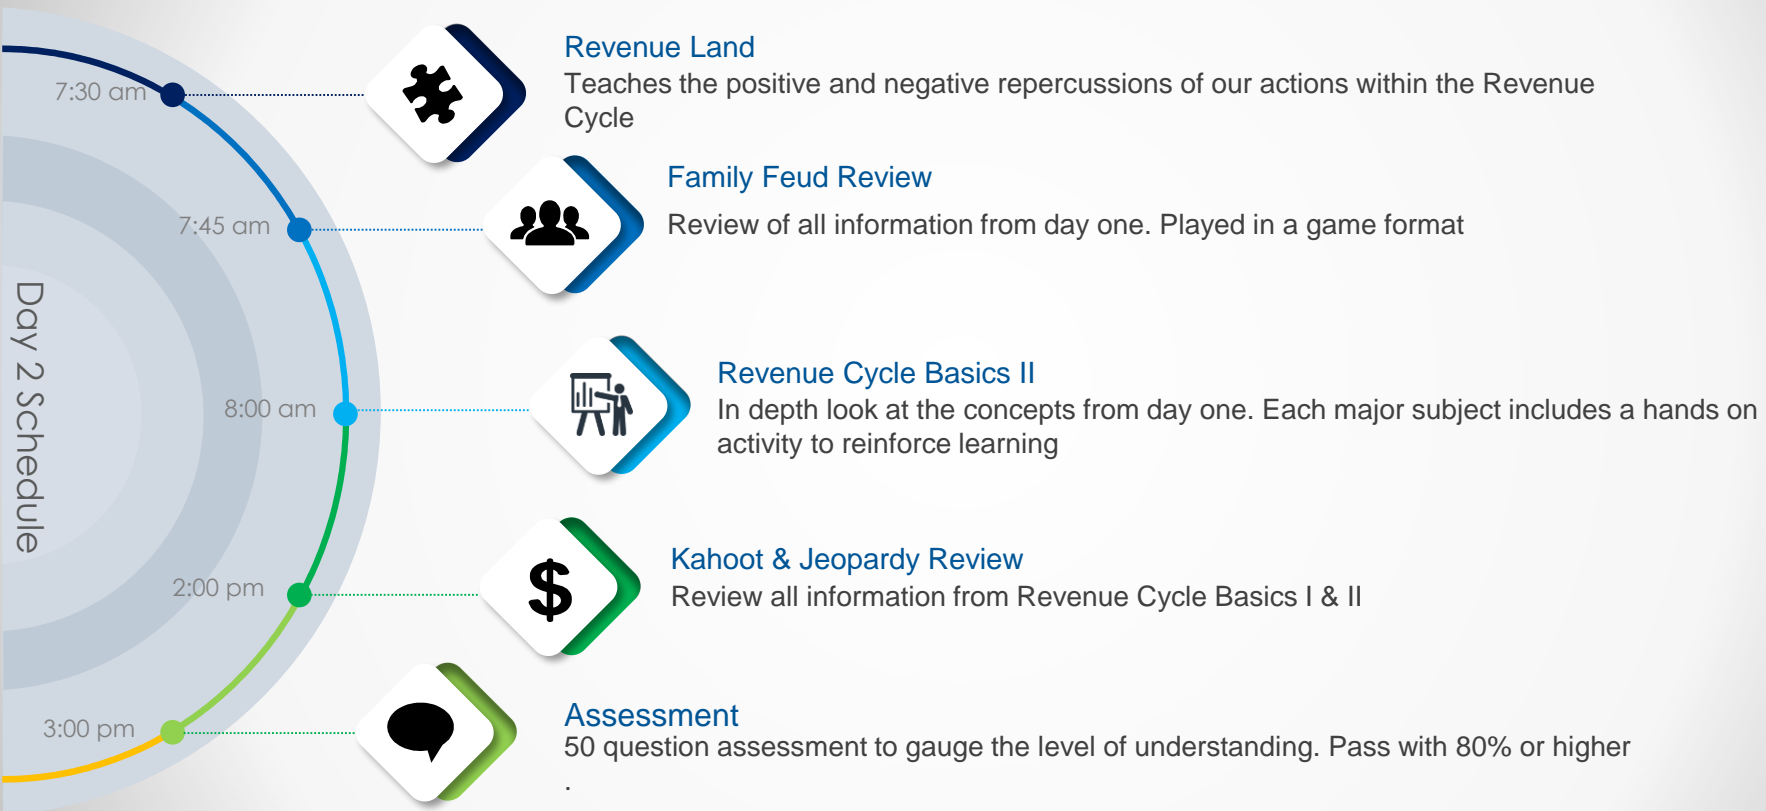 Day 2 Schedule
7:30 am
Revenue Land
Teaches the positive and negative repercussions of our actions within the Revenue
Cycle
7:45 am
Family Feud Review
Review of all information from day one. Played in a game format
8:00 am
Revenue Cycle Basics II
In depth look at the concepts from day one. Each major subject includes a hands on
activity to reinforce learning
2:00 pm
$
Kahoot & Jeopardy Review
Review all information from Revenue Cycle Basics I & II
3:00 pm
Assessment
50 question assessment to gauge the level of understanding. Pass with 80% or higher
.